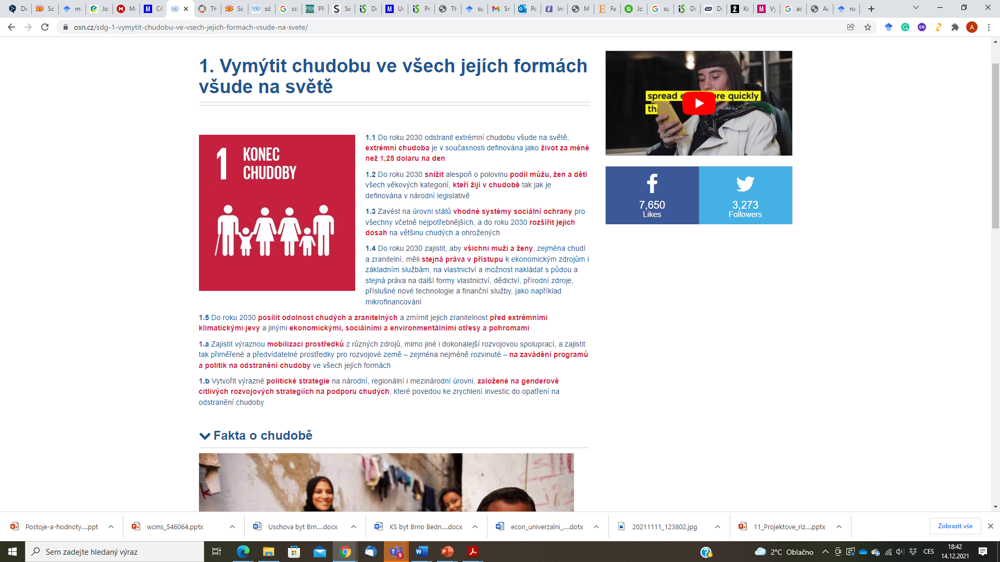 De
Sc
ma
Jo
M
Cí
TH
Sc
sd
co
PF
Se
Do
Un
Pr
Th
su
Sm
Po
In
M
Fa
Jo
su
De
Do
Ko
Vy
ac
Ac
na
osn.cz/sdg-1-vymytit-chudobu-ve-vsech-jejich-formach-vsude-na-svete/
1. Vymýtit chudobu ve všech jejích formách
všude na světě
1 KONEC
CHUDOBY
1.1 Do roku 2030 odstranit extrémní chudobu všude na světě;
extrémní chudoba je v současnosti definována jako život za méně
než 1,25 dolaru na den
1.2 Do roku 2030 snížit alespoň o polovinu podíl můžu, žen a dětí
všech věkových kategorií, kteří žijí v chudobě tak jak je
definována v národní legislativě
1.3 Zavést na úrovni států vhodné systémy sociální ochrany pro
všechny včetně nejpotřebnějších, a do roku 2030 rozšířit jejich
dosah na většinu chudých a ohrožených
1.4 Do roku 2030 zajistit, aby všichni muži a ženy, zejména chudí
a zranitelní, měli stejná práva v přístupu k ekonomickým zdrojům i
základním službám, na vlastnictví a možnost nakládat s půdou a
stejná práva na další formy vlastnictví, dědictví, přírodní zdroje,
příslušné nové technologie a finanční služby, jako například
mikrofinancování
1.5 Do roku 2030 posílit odolnost chudých a zranitelných a zmírnit jejich zranitelnost před extrémními
klimatickými jevy a jinými ekonomickými, sociálními a environmentálními otřesy a pohromami
1.a Zajistit výraznou mobilizaci prostředků z různých zdrojů, mimo jiné i dokonalejší rozvojovou spoluprací, a zajistit
tak přiměřené a předvídatelné prostředky pro rozvojové země – zejména nejméně rozvinuté – na zavádění programů
a politik na odstranění chudoby ve všech jejích formách
1.b Vytvořit výrazné politické strategie na národní, regionální i mezinárodní úrovni, založené na genderově
citlivých rozvojových strategiích na podporu chudých, které povedou ke zrychlení investic do opatření na
odstranění chudoby
spread re quickly
th
7,650
Likes
3,273
Followers
Fakta o chudobě
Postoje-a-hodnoty....ppt
wcms_546064.pptx
Uschova byt Brn....docx
KS byt Brno Bedn....docx
econ_univerzalni_....dotx
20211111_123802.jpg
11_Projektove_riz....pptx
Zobrazit vše
Sem zadejte hledaný výraz
9
2°C Oblačno
CES
18:42
14.12.2021